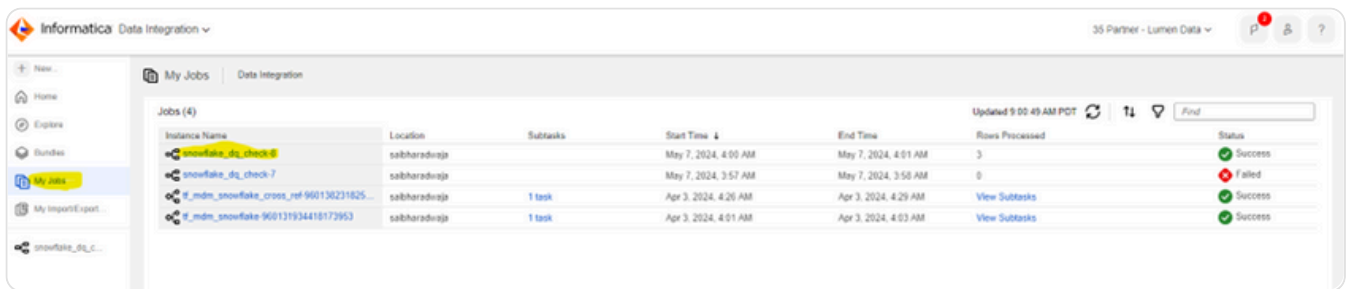 Informatica Data Integration
35 Partner - Lumen Data
2
?
New...
My Jobs
Data Integration
Home
Jobs (4)
Updated 9:00:49 AM PDT
Find
Explore
Instance Name Location Subtasks Start Time End Time Rows Processed Status
Bundles
snowflake_dq_check-8 saibharadwaja May 7, 2024, 4:00 AM May 7, 2024, 4:01 AM 3 Success
My Jobs
snowflake_dq_check-7 saibharadwaja May 7, 2024, 3:57 AM May 7, 2024, 3:58 AM 0 Failed
tf_mdm_snowflake_cross_ref-960138231825... saibharadwaja 1 task Apr 3, 2024, 4:26 AM Apr 3, 2024, 4:29 AM View Subtasks Success
My Import/Export...
tf_mdm_snowflake-960131934418173953 saibharadwaja 1 task Apr 3, 2024, 4:01 AM Apr 3, 2024, 4:03 AM View Subtasks Success
snowflake_dq_c...